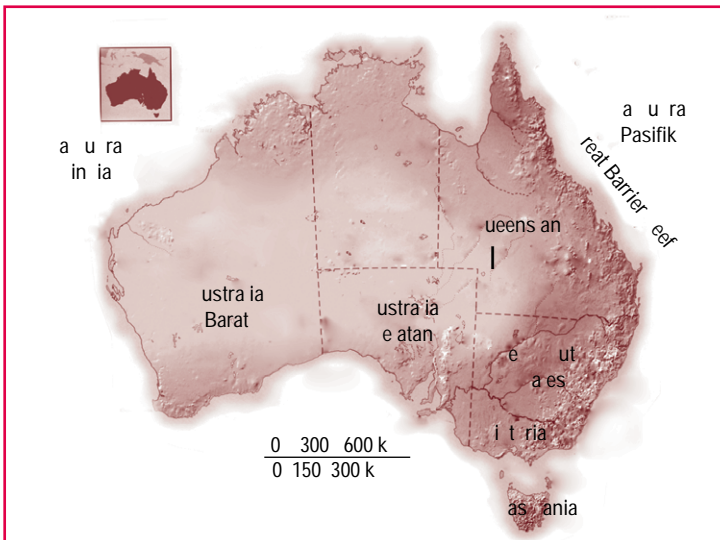 a u ra
Pasifik
a u ra
in ia
reat Barrier eef
ueens an
ustra ia
Barat
ustra ia
e atan
e ut
a es
i t ria
0 300 600 k
0 150 300 k
as ania